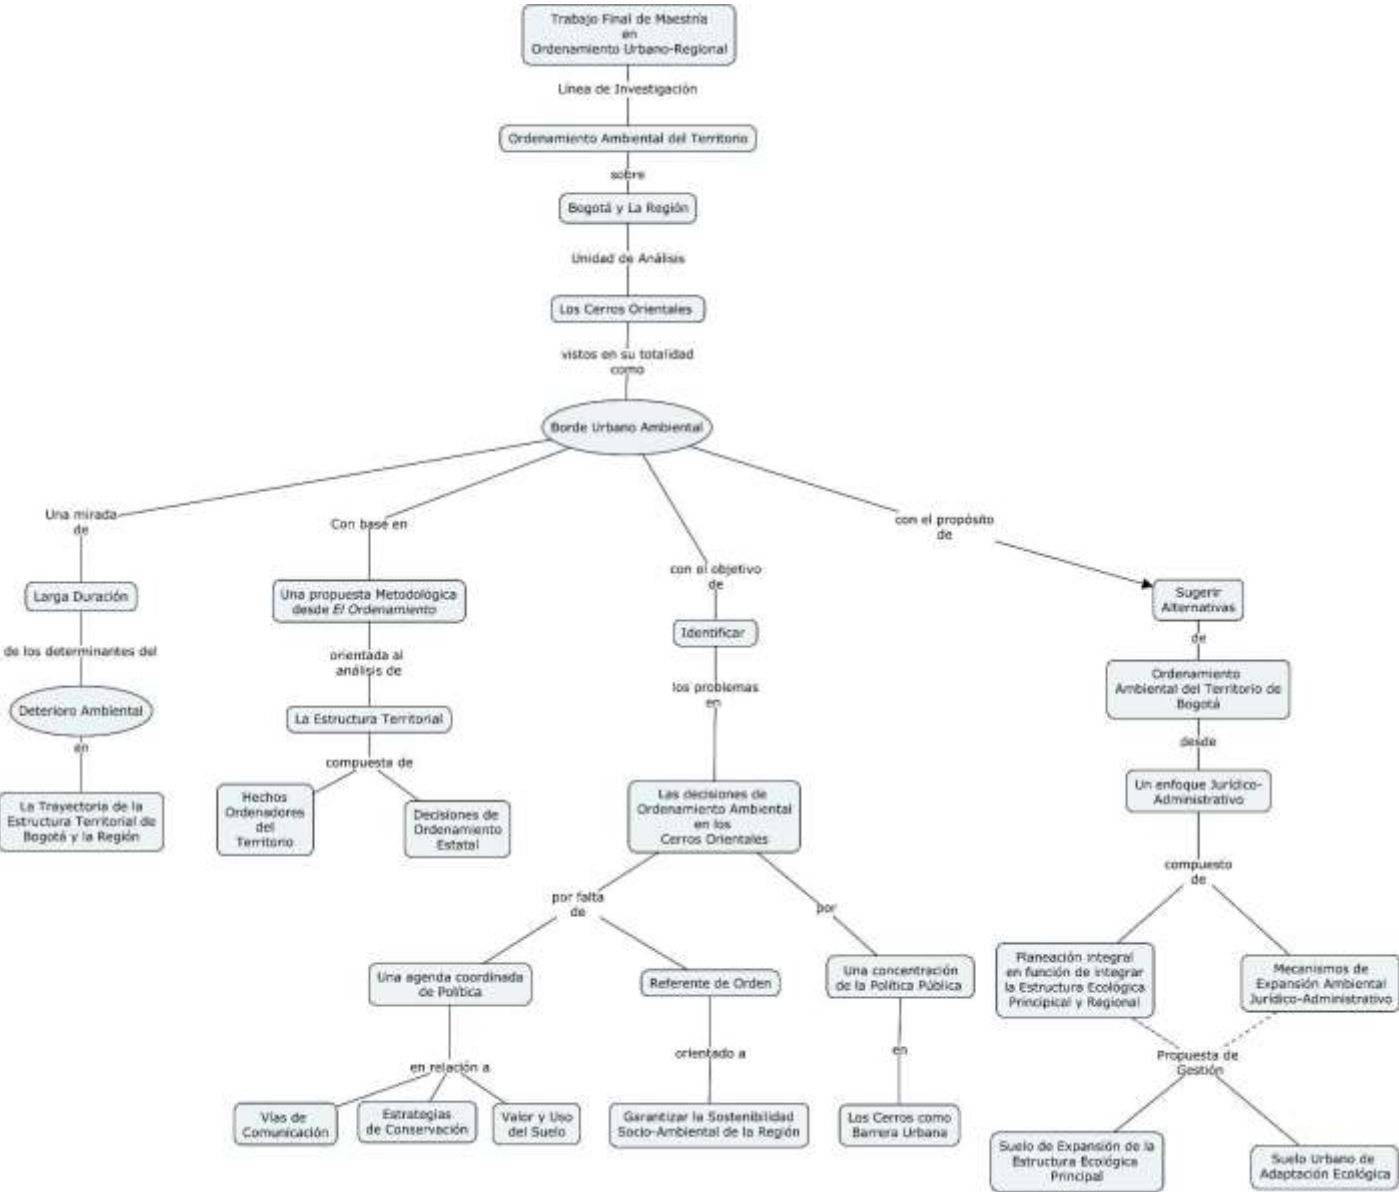 Trabajo Final de Maestría
en
Ordenamiento Urbano-Regional
Línea de Investigación
Ordenamiento Ambiental del Territorio
sobre
Bogotá y La Región
Unidad de Análisis
Los Cerros Orientales
vistos en su totalidad
como
Borde Urbano Ambiental
Una mirada
de
Larga Duración
de los determinantes del
Deterioro Ambiental
en
La Trayectoria de la
Estructura Territorial de
Bogotá y la Región
Con base en
Una propuesta Metodológica
desde El Ordenamiento
orientada al
análisis de
La Estructura Territorial
compuesta de
Hechos
Ordenadores
del
Territorio
Decisiones de
Ordenamiento
Estatal
con el objetivo
de
Identificar
los problemas
en
Las decisiones de
Ordenamiento Ambiental
en los
Cerros Orientales
por falta
de
Una agenda coordinada
de Política
en relación a
Vías de
Comunicación
Estrategias
de Conservación
Valor y Uso
del Suelo
Referente de Orden
orientado a
Garantizar la Sostenibilidad
Socio-Ambiental de la Región
por
Una concentración
de la Política Pública
en
Los Cerros como
Barrera Urbana
con el propósito
de
Sugerir
Alternativas
de
Ordenamiento
Ambiental del Territorio de
Bogotá
desde
Un enfoque Jurídico-
Administrativo
compuesto
de
Planeación integral
en función de integrar
la Estructura Ecológica
Principical y Regional
Mecanismos de
Expansión Ambiental
Jurídico-Administrativo
Propuesta de
Gestión
Suelo de Expansión de la
Estructura Ecológica
Principal
Suelo Urbano de
Adaptación Ecológica